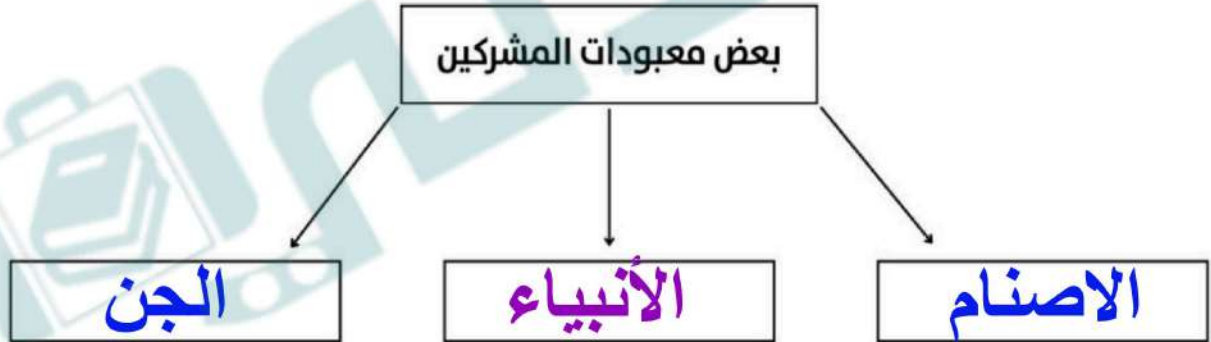 بعض معبودات المشركين
الاصنام
الأنبياء
الجن